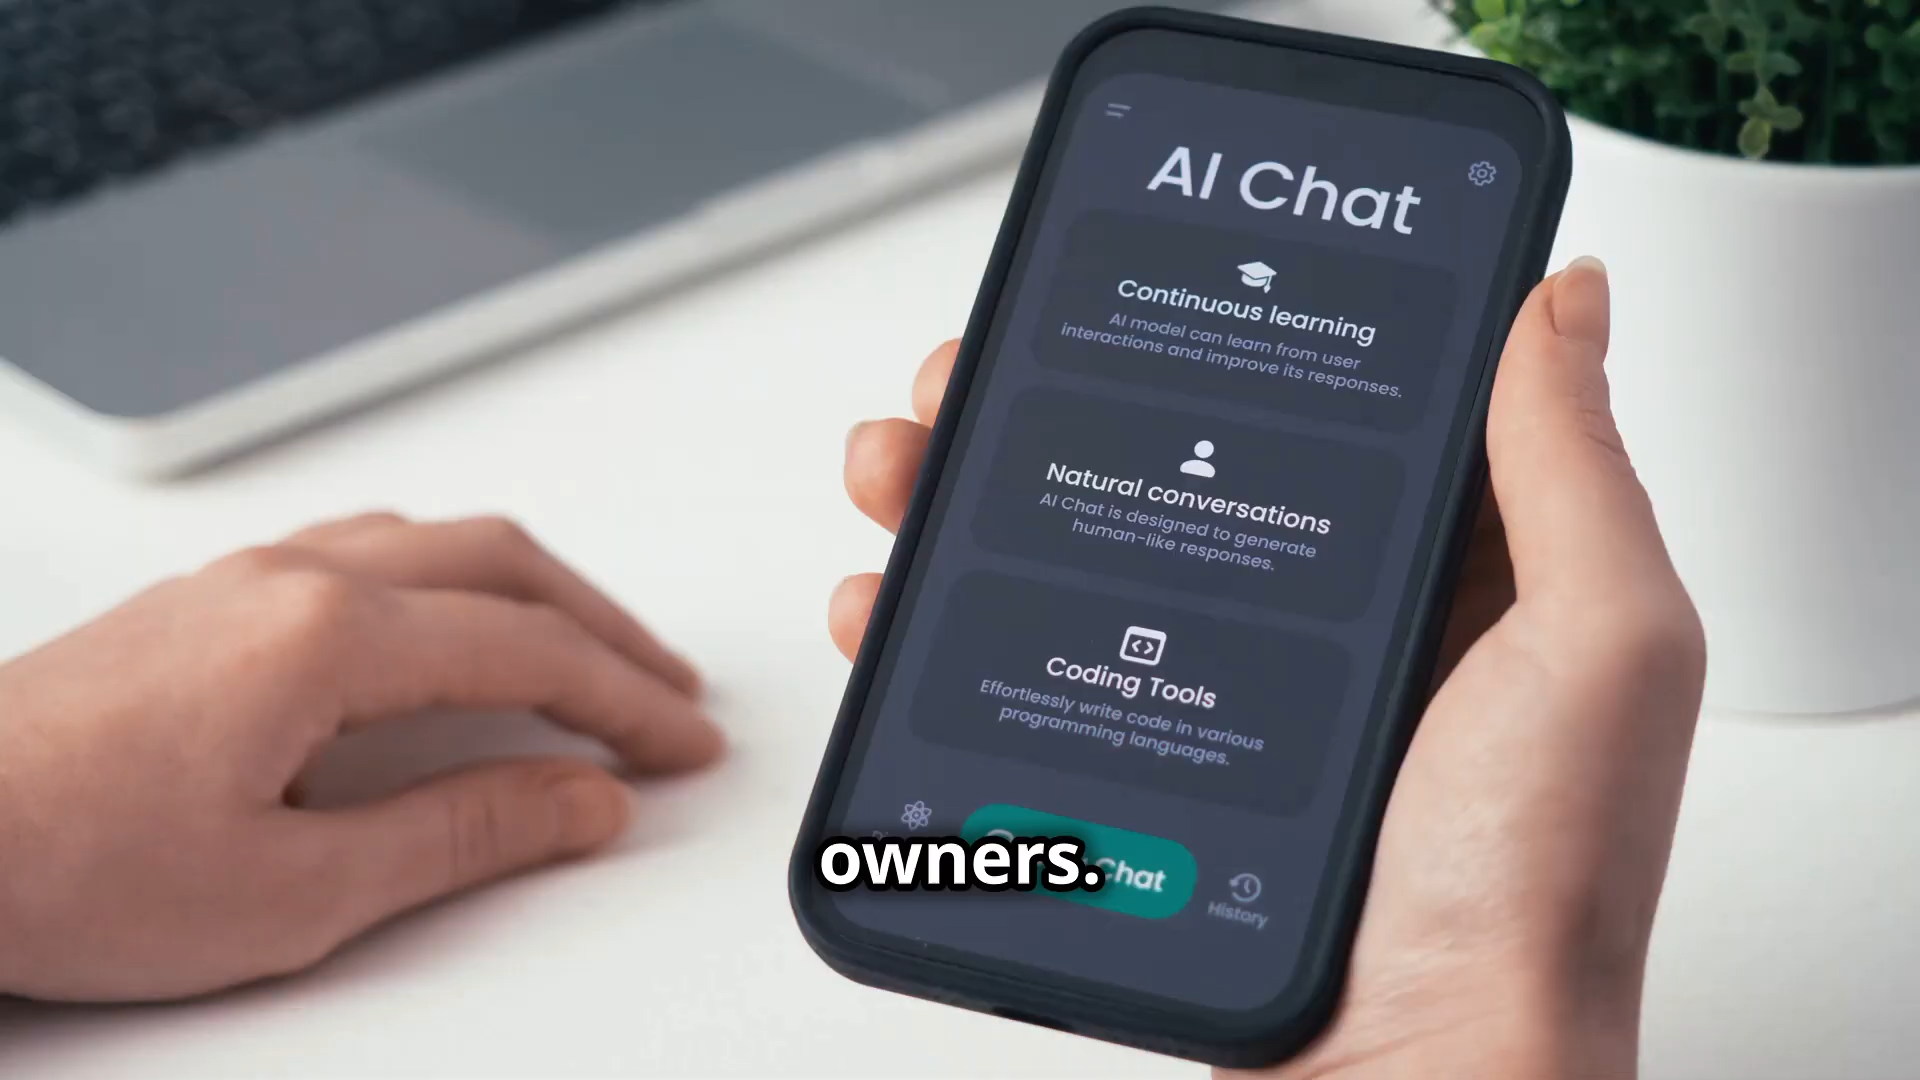 AI Chat
Continuous learning
AI model can learn from user
interactions and improve its responses.
Natural conversations
AI Chat is designed to generate
human-like responses.
Coding Tools
Effortlessly write code in various
programming languages.
Chat
History
owners.